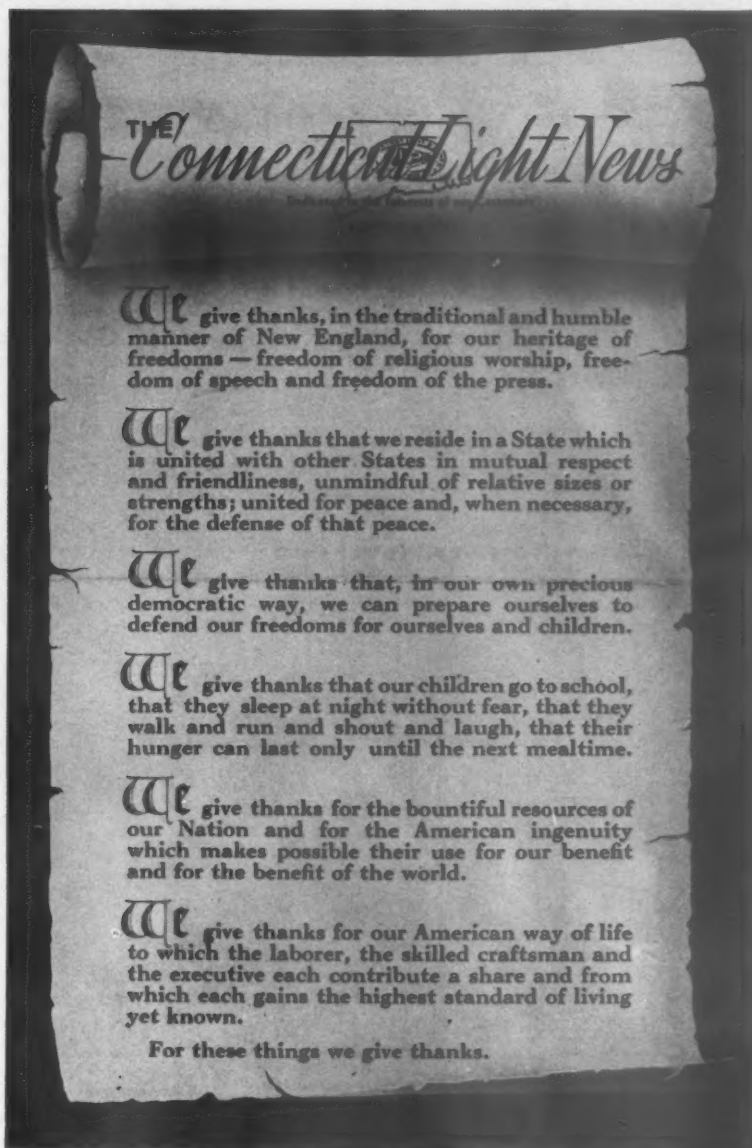 THE Connecticut Light News
Dedicated to the interests of our customers
We give thanks, in the traditional and humble
manner of New England, for our heritage of
freedoms — freedom of religious worship, free-
dom of speech and freedom of the press.
We give thanks that we reside in a State which
is united with other States in mutual respect
and friendliness, unmindful of relative sizes or
strengths; united for peace and, when necessary,
for the defense of that peace.
We give thanks that, in our own precious
democratic way, we can prepare ourselves to
defend our freedoms for ourselves and children.
We give thanks that our children go to school,
that they sleep at night without fear, that they
walk and run and shout and laugh, that their
hunger can last only until the next mealtime.
We give thanks for the bountiful resources of
our Nation and for the American ingenuity
which makes possible their use for our benefit
and for the benefit of the world.
We give thanks for our American way of life
to which the laborer, the skilled craftsman and
the executive each contribute a share and from
which each gains the highest standard of living
yet known.
For these things we give thanks.